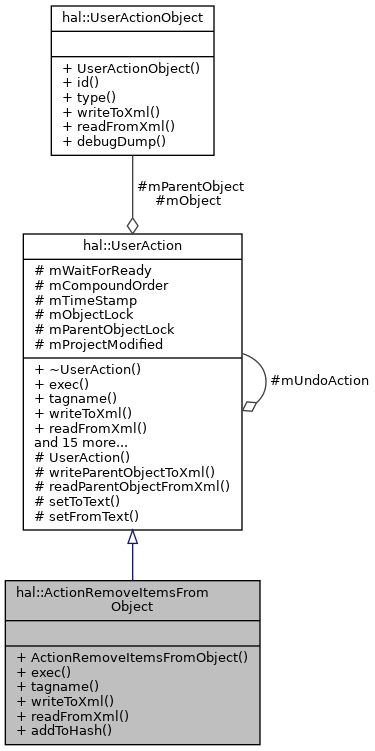 hal::UserActionObject
+ UserActionObject()
+ id()
+ type()
+ writeToXml()
+ readFromXml()
+ debugDump()
#mParentObject
#mObject
hal::UserAction
# mWaitForReady
# mCompoundOrder
# mTimeStamp
# mObjectLock
# mParentObjectLock
# mProjectModified
+ ~UserAction()
+ exec()
+ tagname()
+ writeToXml()
+ readFromXml()
and 15 more...
# UserAction()
# writeParentObjectToXml()
# readParentObjectFromXml()
# setToText()
# setFromText()
#mUndoAction
hal::ActionRemoveItemsFrom
Object
+ ActionRemoveItemsFromObject()
+ exec()
+ tagname()
+ writeToXml()
+ readFromXml()
+ addToHash()